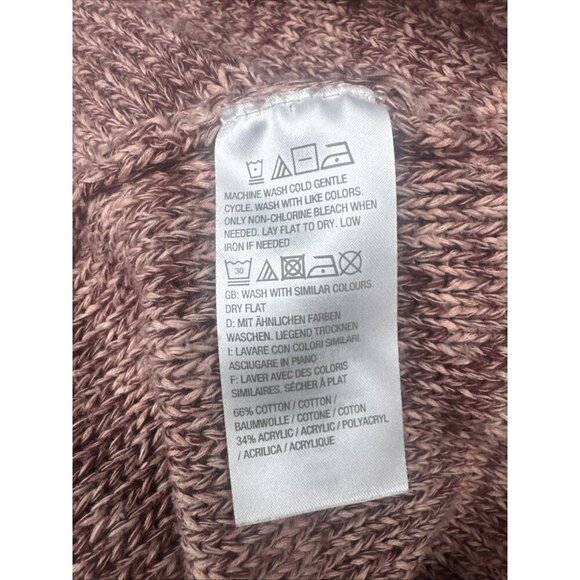 MACHINE WASH COLD GENTLE
CYCLE. WASH WITH LIKE COLORS.
ONLY NON-CHLORINE BLEACH WHEN
NEEDED. LAY FLAT TO DRY. LOW
IRON IF NEEDED
30
GB: WASH WITH SIMILAR COLOURS
DRY FLAT
D: MIT ÄHNLICHEN FARBEN
WASCHEN. LIEGEND TROCKNEN
I: LAVARE CON COLORI SIMILARI.
ASCIUGARE IN PIANO
F: LAVER AVEC DES COLORIS
SIMILAIRES. SÉCHER À PLAT
66% COTTON / COTTON /
BAUMWOLLE / COTONE / COTON
34% ACRYLIC / ACRYLIC / POLYACRYL
/ ACRILICA / ACRYLIQUE